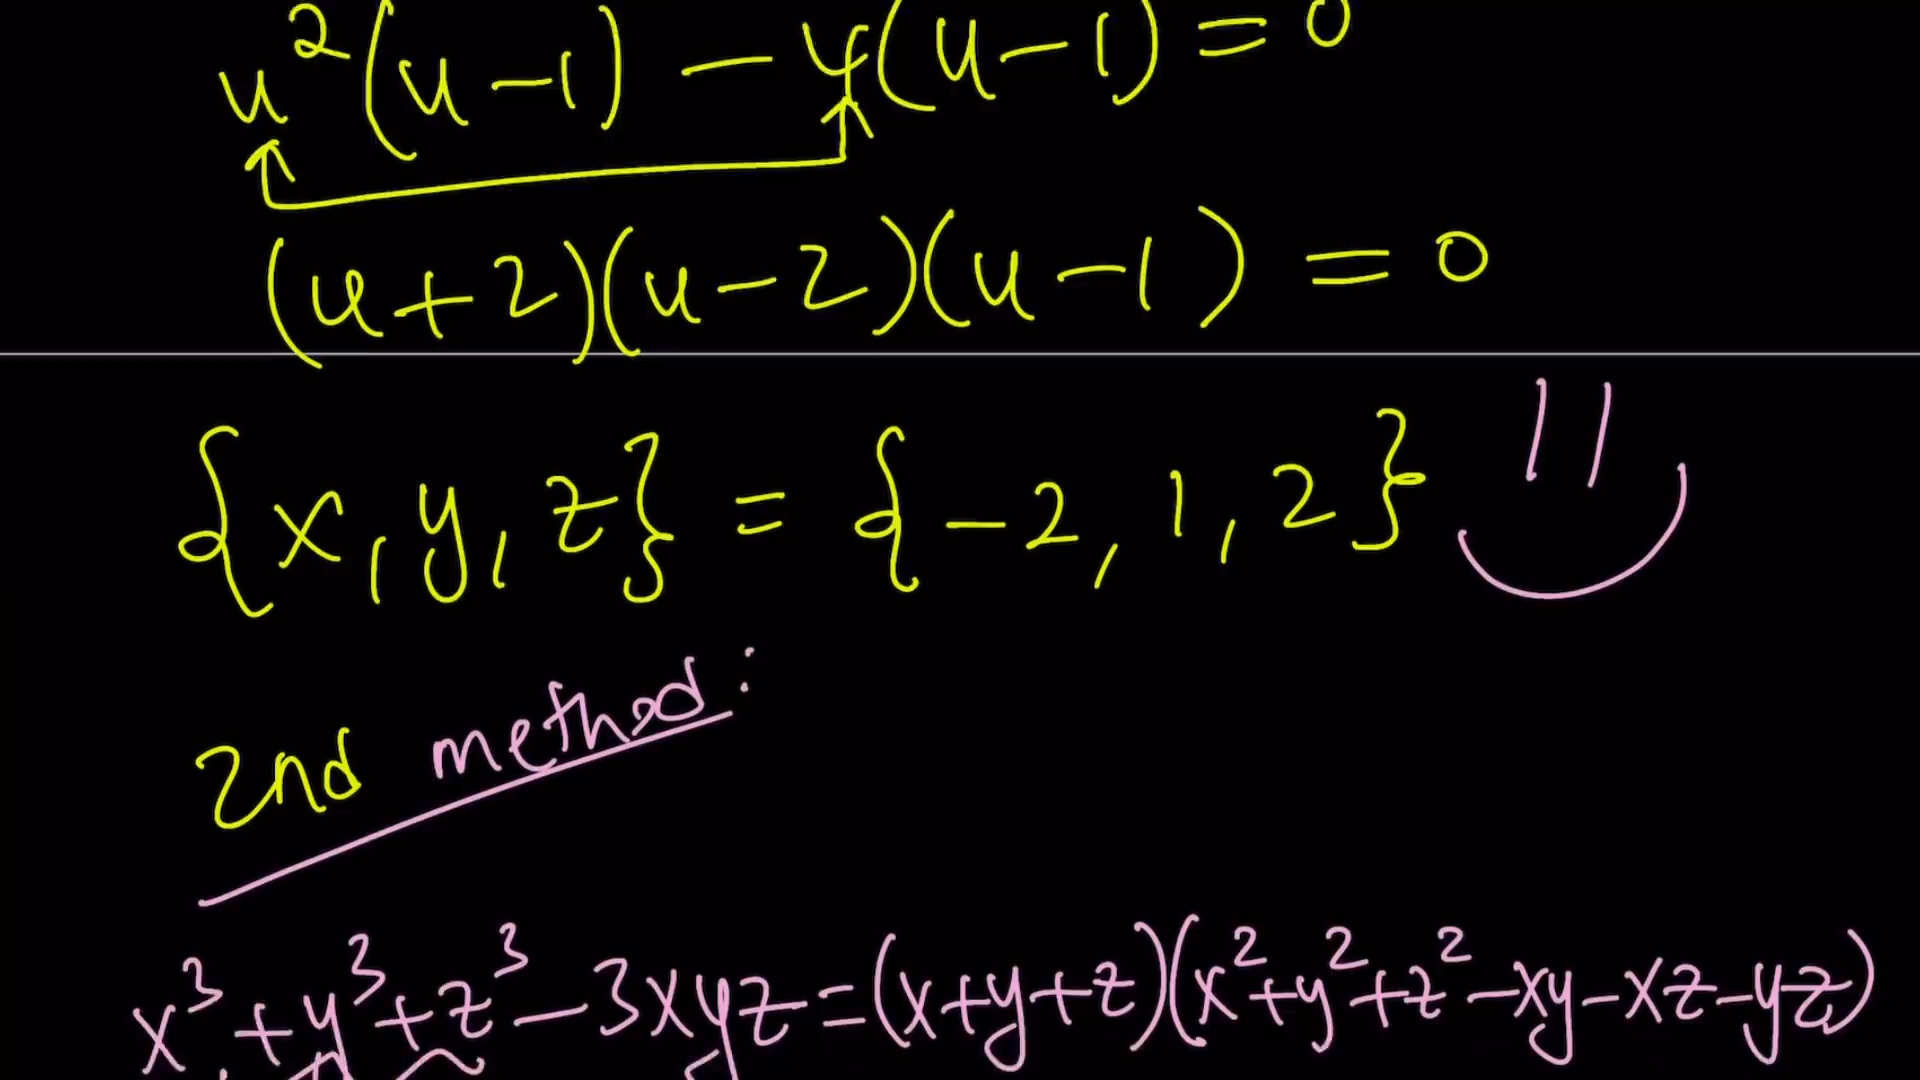 u²(u-1) - 4(u-1) = 0
(u+2)(u-2)(u-1) = 0
{x, y, z} = {-2, 1, 2}
2nd method:
x³+y³+z³-3xyz=(x+y+z)(x²+y²+z²-xy-xz-yz)